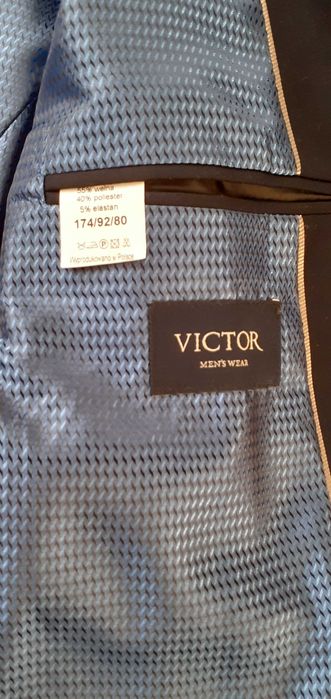 55% wełna
40% poliester
5% elastan
174/92/80
Wyprodukowano w Polsce
VICTOR
MEN'S WEAR